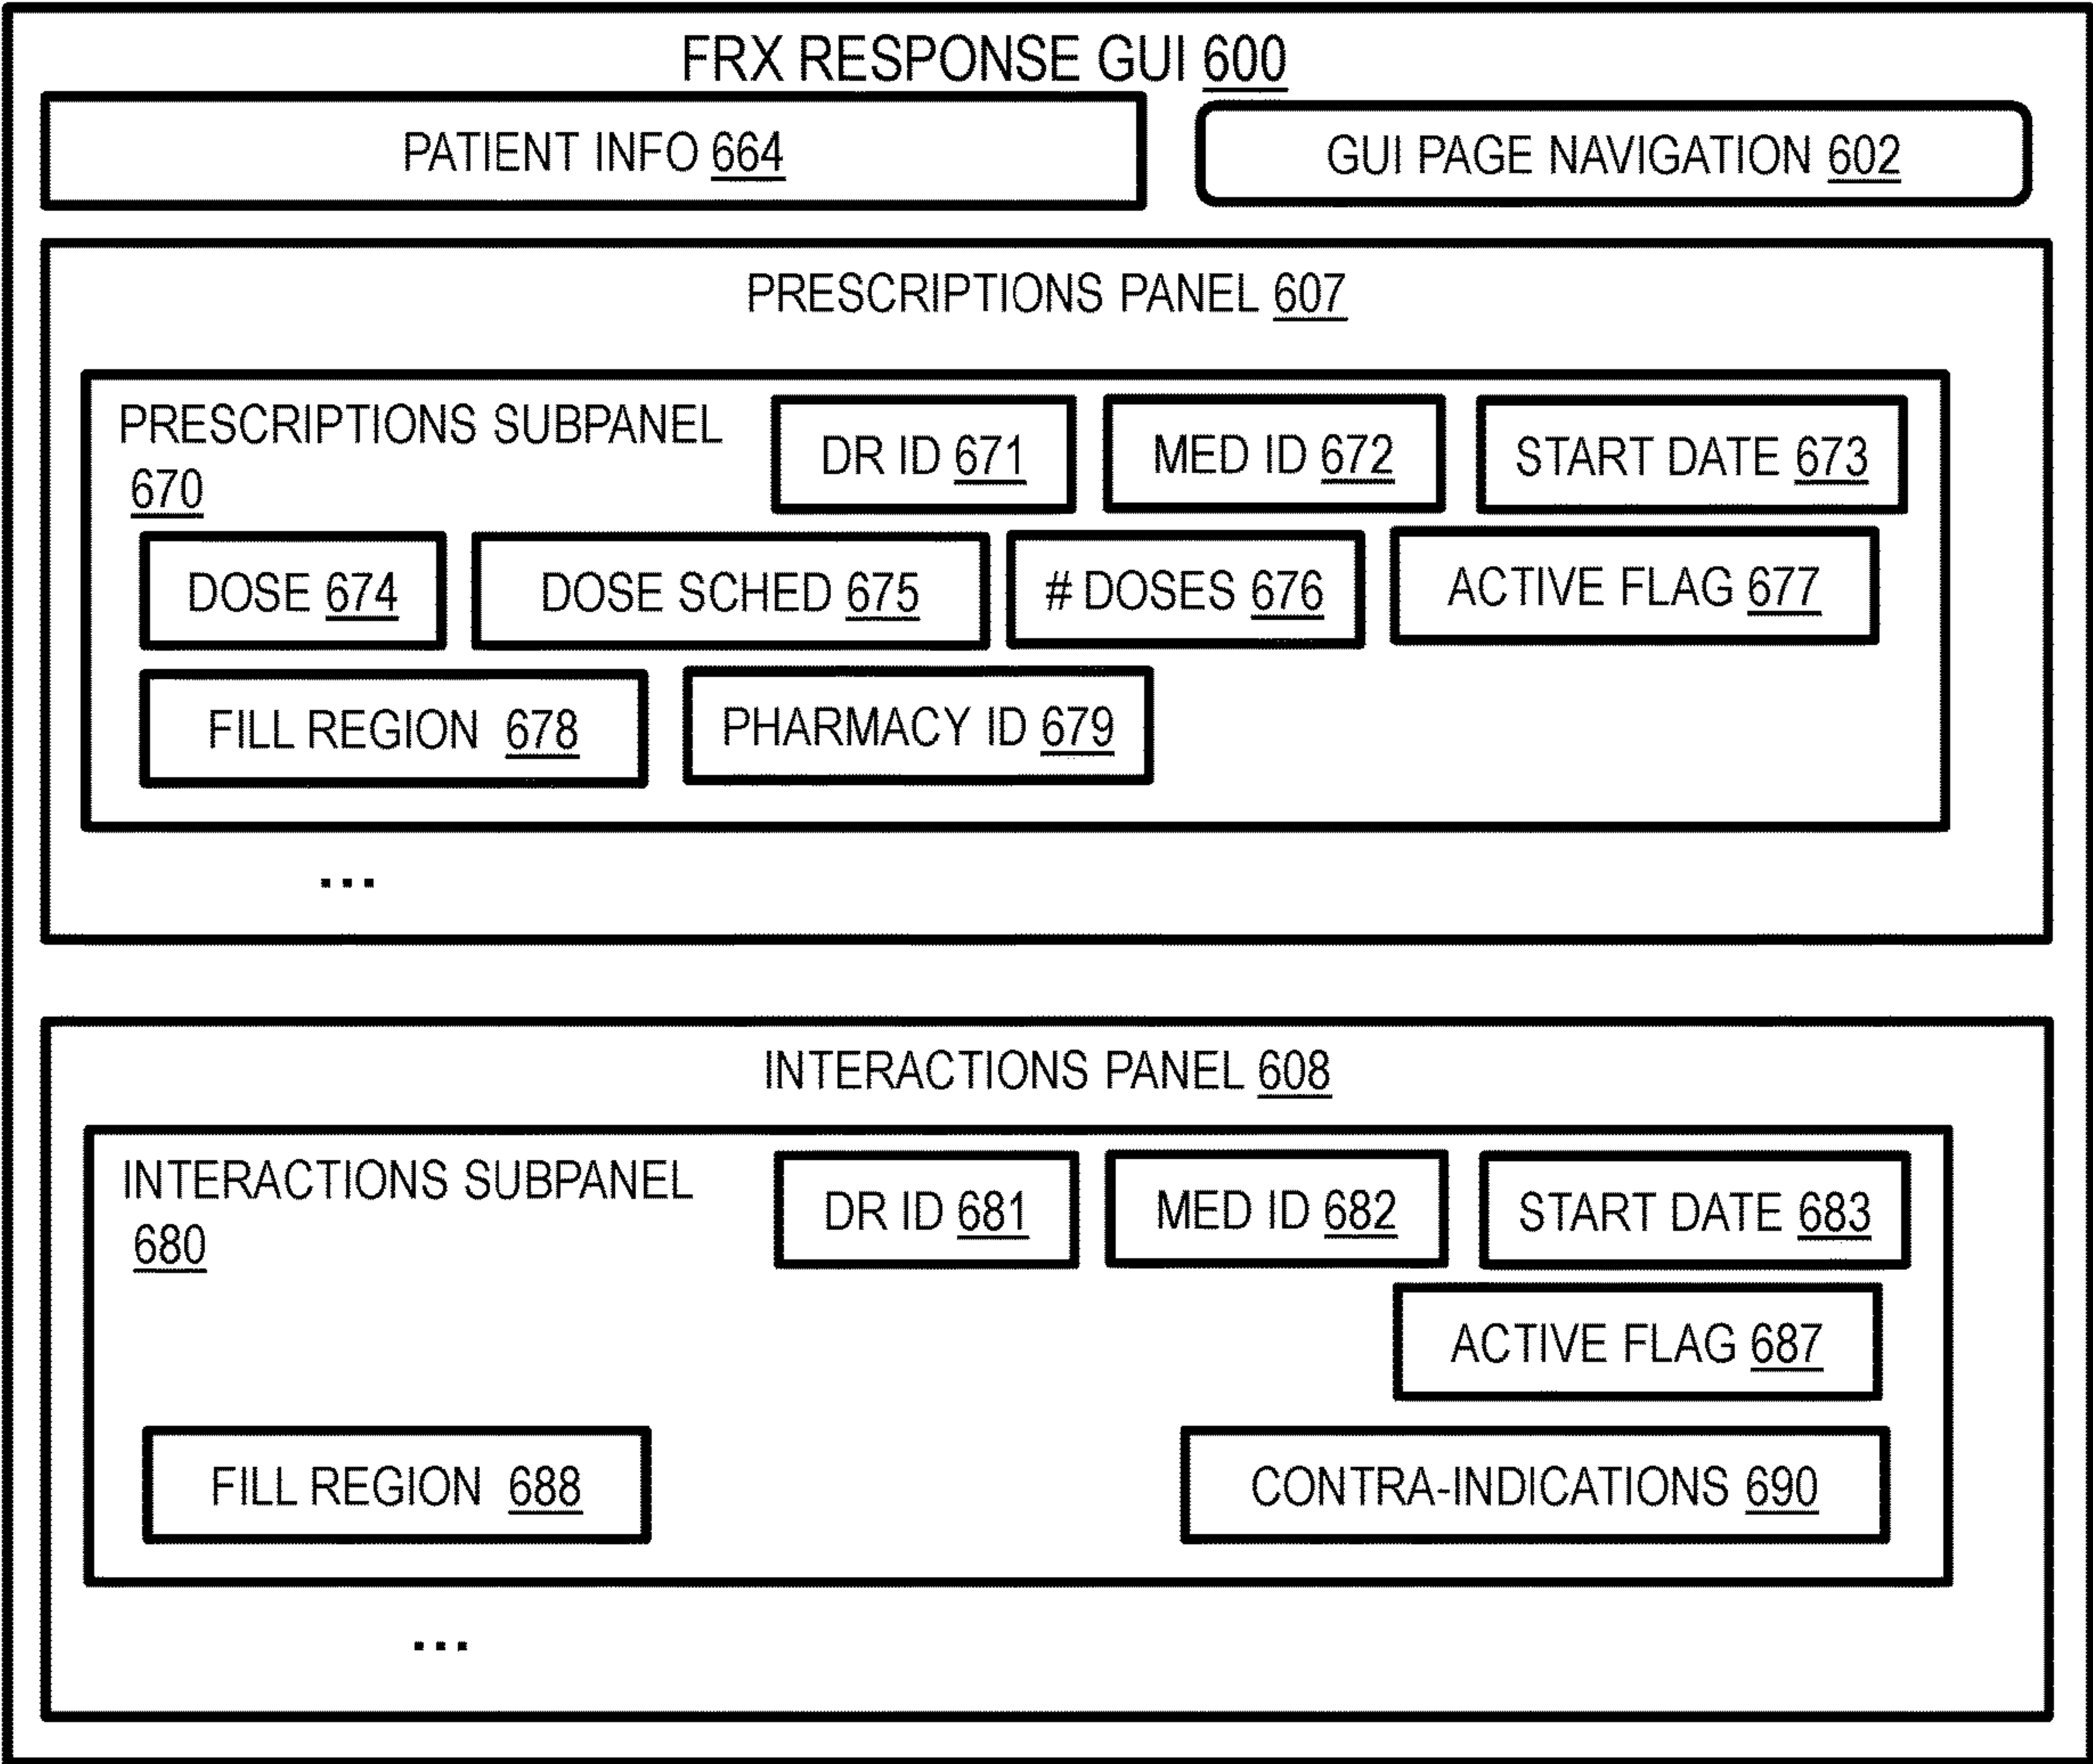 FRX RESPONSE GUI 600
PATIENT INFO 664
GUI PAGE NAVIGATION 602
PRESCRIPTIONS PANEL 607
PRESCRIPTIONS SUBPANEL
670
DR ID 671
MED ID 672
START DATE 673
DOSE 674
DOSE SCHED 675
# DOSES 676
ACTIVE FLAG 677
FILL REGION 678
PHARMACY ID 679
...
INTERACTIONS PANEL 608
INTERACTIONS SUBPANEL
680
DR ID 681
MED ID 682
START DATE 683
ACTIVE FLAG 687
FILL REGION 688
CONTRA-INDICATIONS 690
...